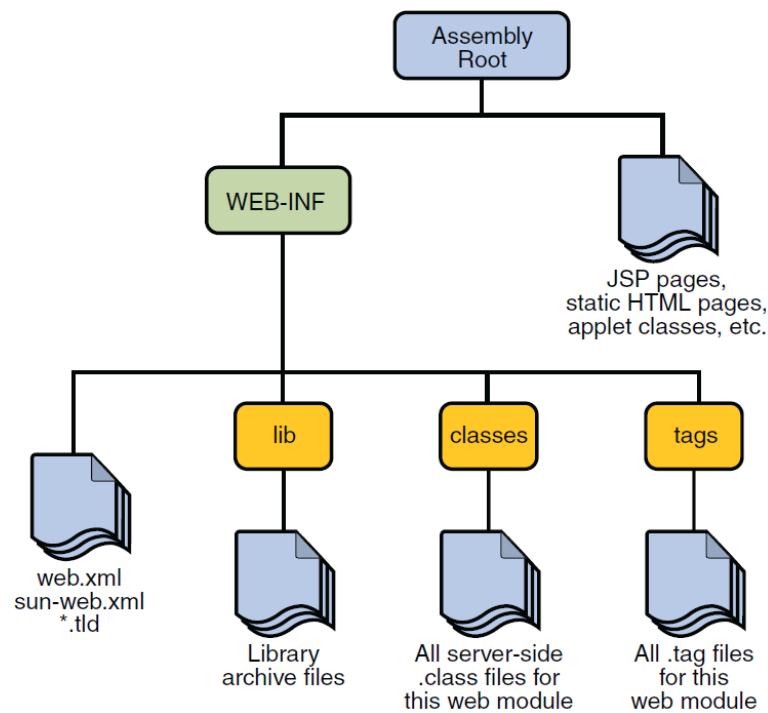 Assembly
Root
WEB-INF
JSP pages,
static HTML pages,
applet classes, etc.
lib
classes
tags
web.xml
sun-web.xml
*.tld
Library
archive files
All server-side
.class files for
this web module
All .tag files
for this
web module